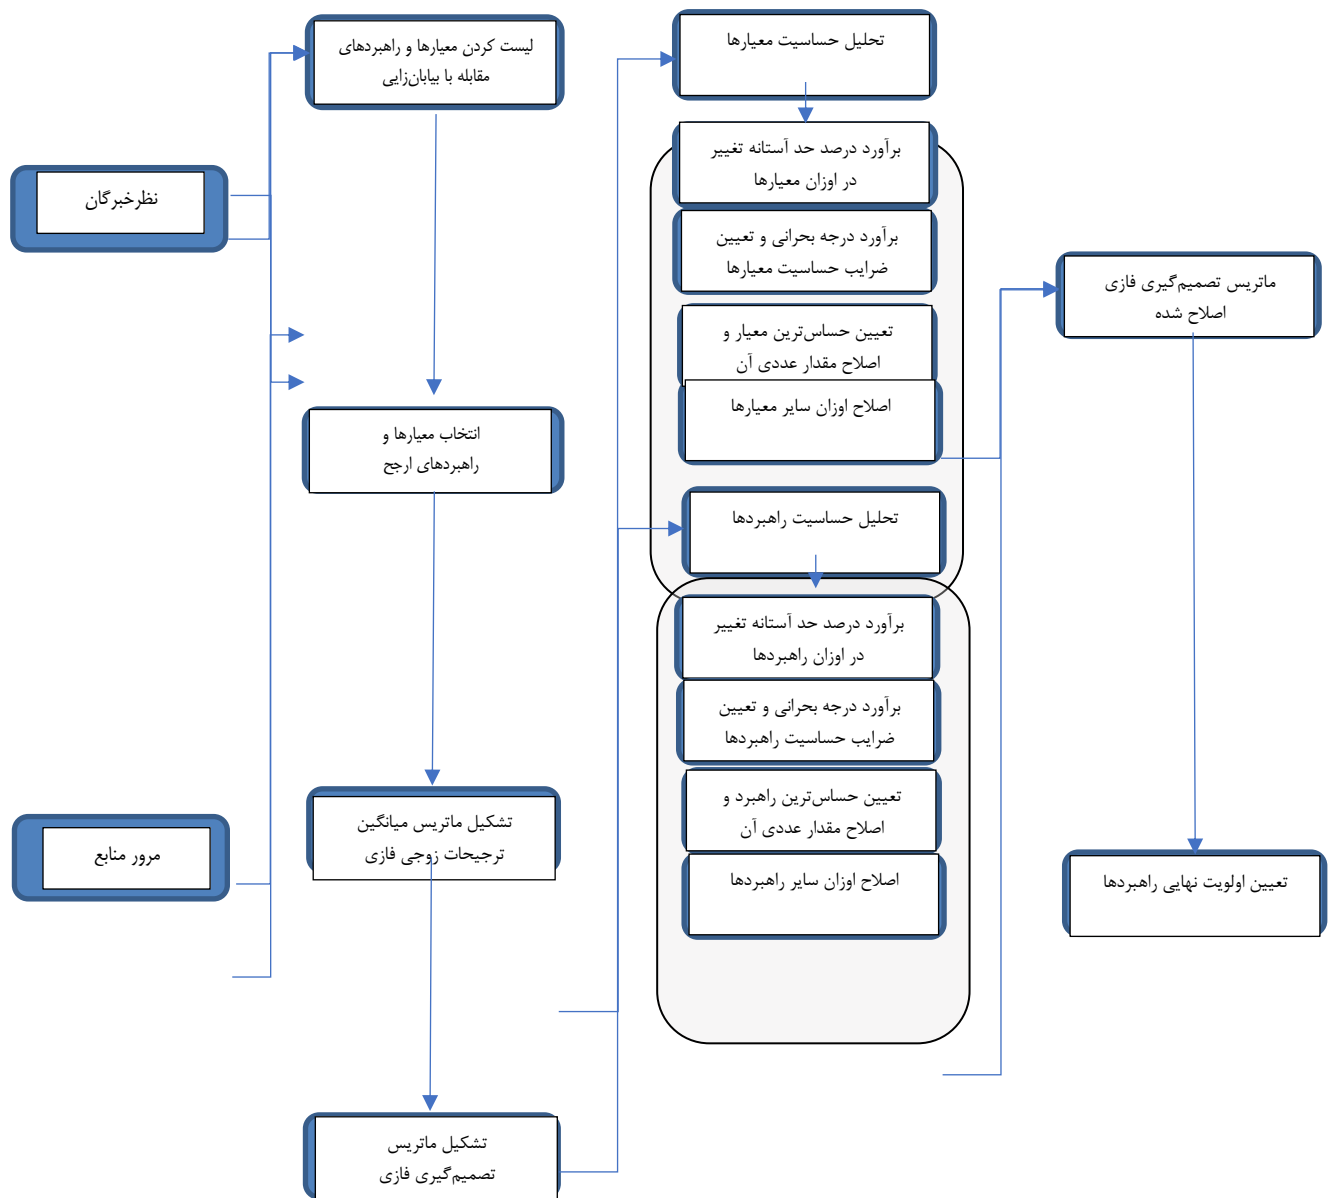 نظرخبرگان
مرور منابع
لیست کردن معیارها و راهبردهای
مقابله با بیابان‌زایی
انتخاب معیارها و
راهبردهای ارجح
تشکیل ماتریس میانگین
ترجیحات زوجی فازی
تشکیل ماتریس
تصمیم‌گیری فازی
تحلیل حساسیت معیارها
برآورد درصد حد آستانه تغییر
در اوزان معیارها
برآورد درجه بحرانی و تعیین
ضرایب حساسیت معیارها
تعیین حساس‌ترین معیار و
اصلاح مقدار عددی آن
اصلاح اوزان سایر معیارها
تحلیل حساسیت راهبردها
برآورد درصد حد آستانه تغییر
در اوزان راهبردها
برآورد درجه بحرانی و تعیین
ضرایب حساسیت راهبردها
تعیین حساس‌ترین راهبرد و
اصلاح مقدار عددی آن
اصلاح اوزان سایر راهبردها
ماتریس تصمیم‌گیری فازی
اصلاح شده
تعیین اولویت نهایی راهبردها